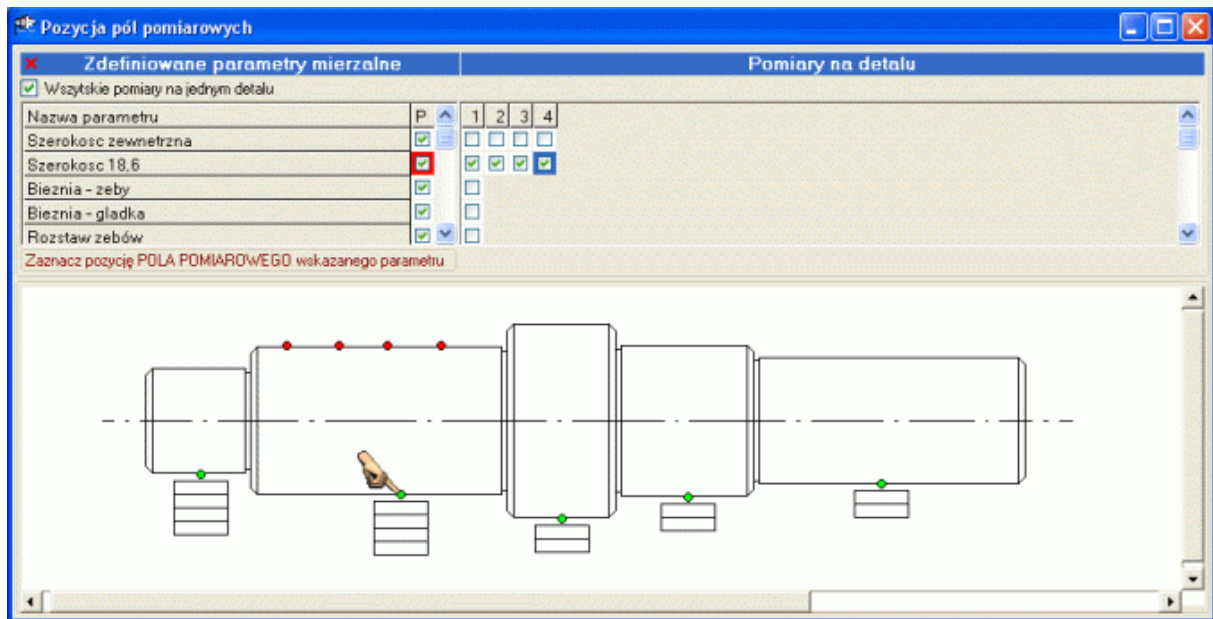 Pozycja pól pomiarowych
Zdefiniowane parametry mierzalne Pomiary na detalu
Wszytskie pomiary na jednym detalu
Nazwa parametru P 1 2 3 4
Szerokosc zewnetrzna
Szerokosc 18,6
Bieznia - zeby
Bieznia - gladka
Rozstaw zebów
Zaznacz pozycję POLA POMIAROWEGO wskazanego parametru